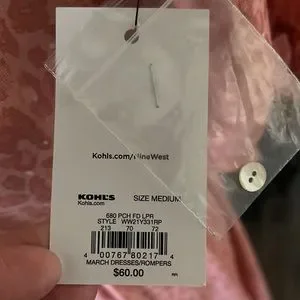 Kohls.com/NineWest
KOHL'S SIZE MEDIUM
Kohls.com
680 PCH FD LPR
STYLE WW21Y331RP
213 70 72
4 00767 80217 4
MARCH DRESSES/ROMPERS
$60.00 RR